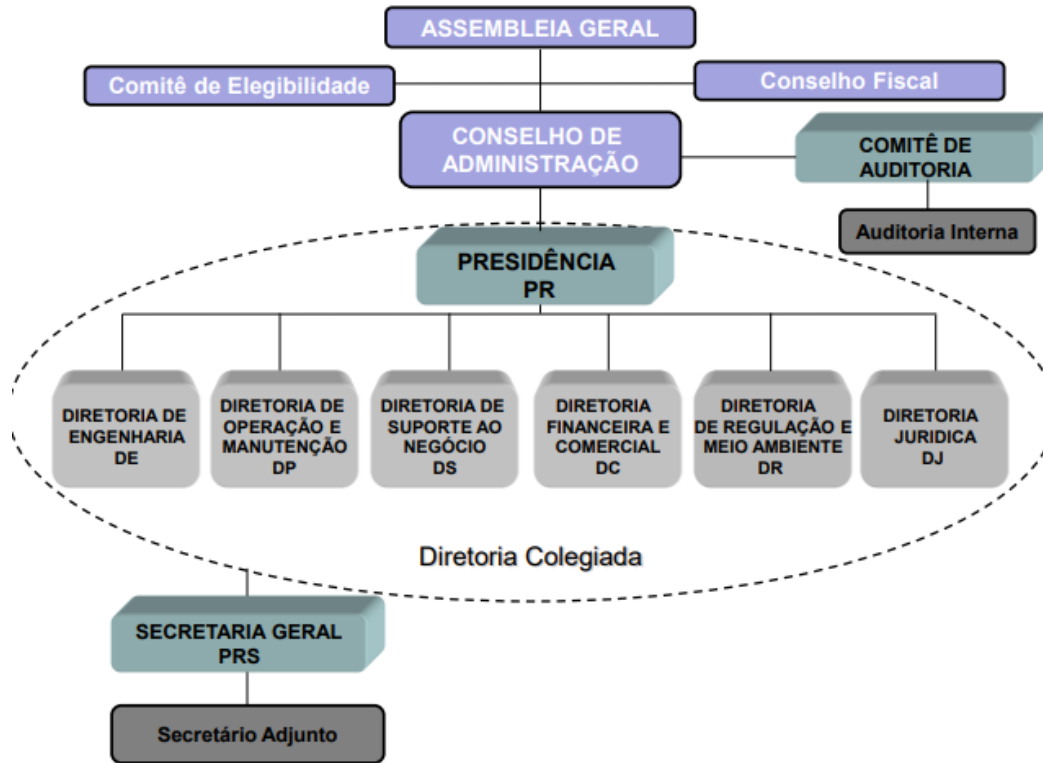 ASSEMBLEIA GERAL
Comitê de Elegibilidade
Conselho Fiscal
CONSELHO DE
ADMINISTRAÇÃO
COMITÊ DE
AUDITORIA
Auditoria Interna
PRESIDÊNCIA
PR
DIRETORIA DE
ENGENHARIA
DE
DIRETORIA DE
OPERAÇÃO E
MANUTENÇÃO
DP
DIRETORIA DE
SUPORTE AO
NEGÓCIO
DS
DIRETORIA
FINANCEIRA E
COMERCIAL
DC
DIRETORIA
DE REGULAÇÃO E
MEIO AMBIENTE
DR
DIRETORIA
JURIDICA
DJ
Diretoria Colegiada
SECRETARIA GERAL
PRS
Secretário Adjunto